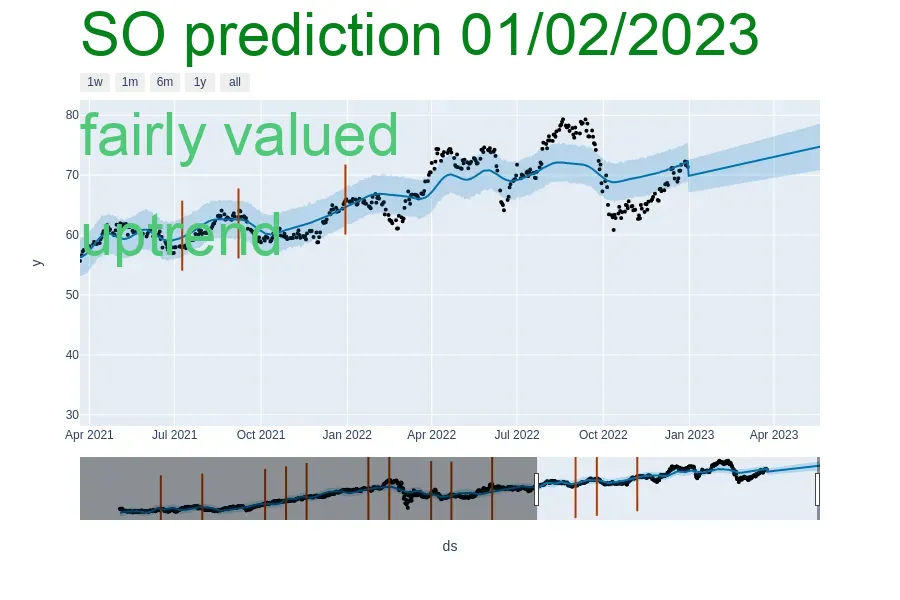 SO prediction 01/02/2023
1w 1m 6m 1y all
fairly valued
uptrend
80
70
60
50
40
30
y
Apr 2021 Jul 2021 Oct 2021 Jan 2022 Apr 2022 Jul 2022 Oct 2022 Jan 2023 Apr 2023
ds